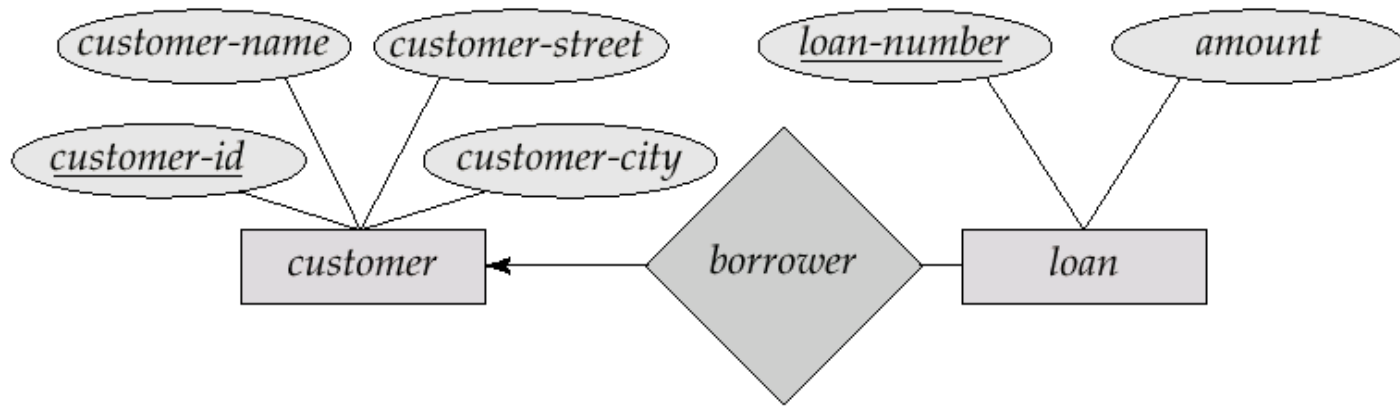 customer-name
customer-street
loan-number
amount
customer-id
customer-city
customer
borrower
loan